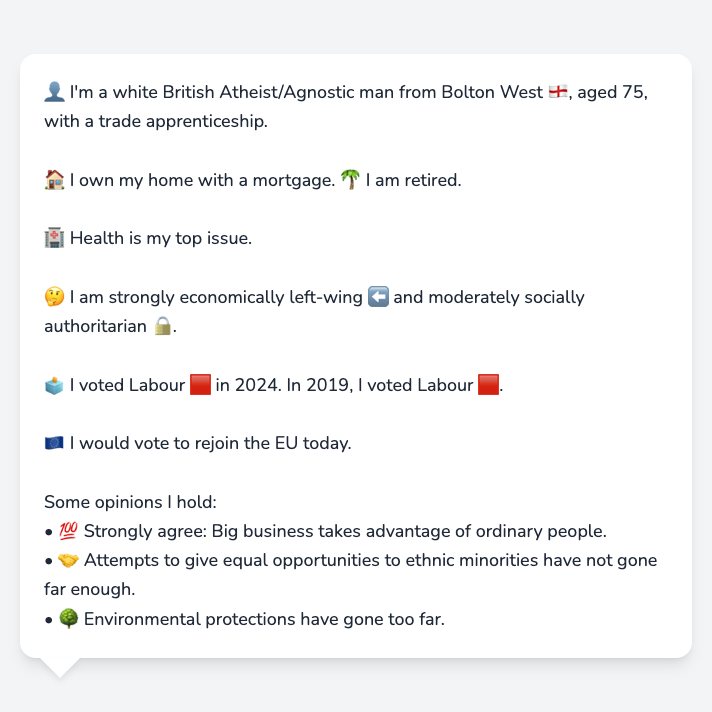 👤 I'm a white British Atheist/Agnostic man from Bolton West 🏴󠁧󠁢󠁥󠁮󠁧󠁿, aged 75,
with a trade apprenticeship.
🏠 I own my home with a mortgage. 🌴 I am retired.
🏥 Health is my top issue.
🤔 I am strongly economically left-wing ⬅️ and moderately socially
authoritarian 🔒.
🗳️ I voted Labour 🟥 in 2024. In 2019, I voted Labour 🟥.
🇪🇺 I would vote to rejoin the EU today.
Some opinions I hold:
• 💯 Strongly agree: Big business takes advantage of ordinary people.
• 🤝 Attempts to give equal opportunities to ethnic minorities have not gone
far enough.
• 🌳 Environmental protections have gone too far.